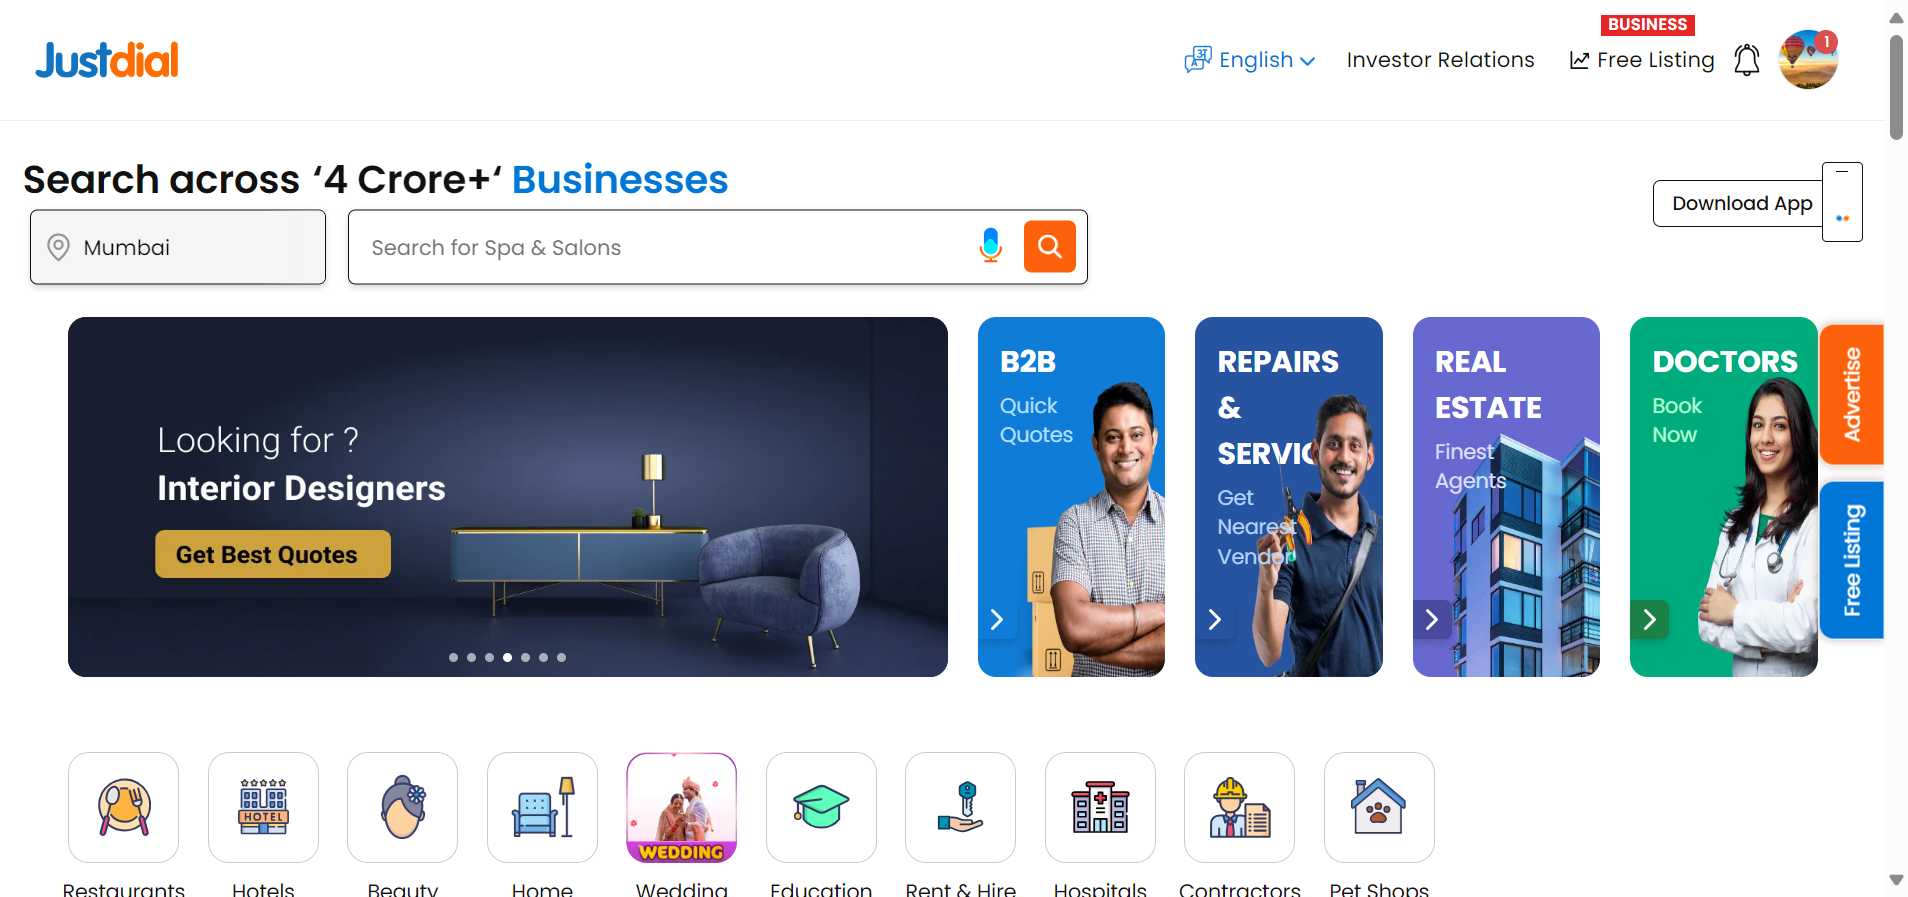 Justdial
English
Investor Relations
BUSINESS
Free Listing
1
Search across ‘4 Crore+‘ Businesses
Download App
Mumbai
Search for Spa & Salons
Looking for ?
Interior Designers
Get Best Quotes
B2B
Quick
Quotes
REPAIRS
&
Get
Nearest
Vendor
REAL
ESTATE
Finest
Agents
DOCTORS
Book
Now
Advertise
Free Listing
HOTEL
WEDDING
Restaurants
Hotels
Beauty
Home
Wedding
Education
Rent & Hire
Hospitals
Contractors
Pet Shops